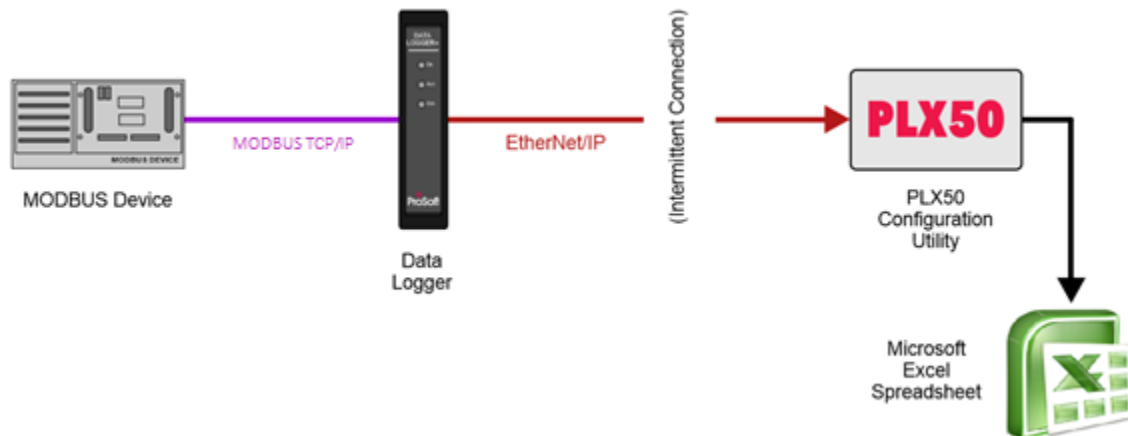 MODBUS DEVICE
MODBUS Device
MODBUS TCP/IP
DATA
LOGGER
ProSoft
Data
Logger
EtherNet/IP
(Intermittent Connection)
PLX50
PLX50
Configuration
Utility
Microsoft
Excel
Spreadsheet